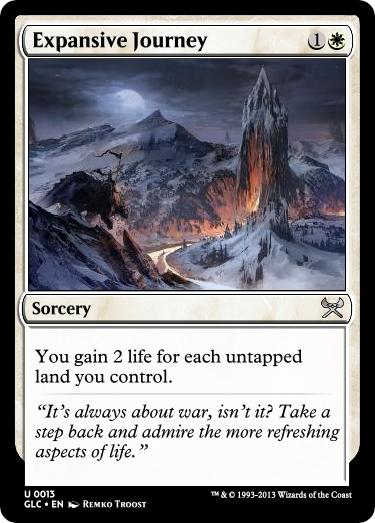 Expansive Journey 1
Sorcery
You gain 2 life for each untapped
land you control.
“It’s always about war, isn’t it? Take a
step back and admire the more refreshing
aspects of life.”
U 0013
GLC • EN Remko Troost
™ & © 1993-2013 Wizards of the Coast